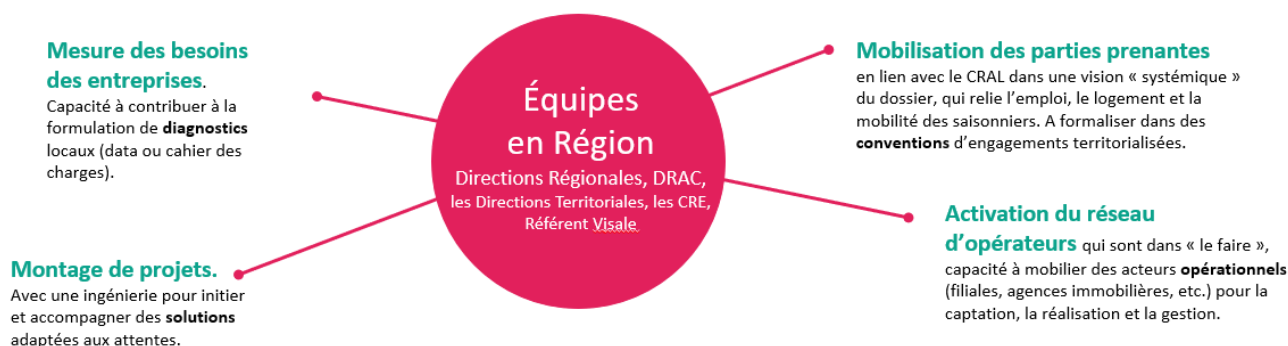 Mesure des besoins
des entreprises.
Capacité à contribuer à la
formulation de diagnostics
locaux (data ou cahier des
charges).
Montage de projets.
Avec une ingénierie pour initier
et accompagner des solutions
adaptées aux attentes.
Équipes
en Région
Directions Régionales, DRAC,
les Directions Territoriales, les CRE,
Référent Visale
Mobilisation des parties prenantes
en lien avec le CRAL dans une vision « systémique »
du dossier, qui relie l’emploi, le logement et la
mobilité des saisonniers. A formaliser dans des
conventions d’engagements territorialisées.
Activation du réseau
d’opérateurs qui sont dans « le faire »,
capacité à mobilier des acteurs opérationnels
(filiales, agences immobilières, etc.) pour la
captation, la réalisation et la gestion.